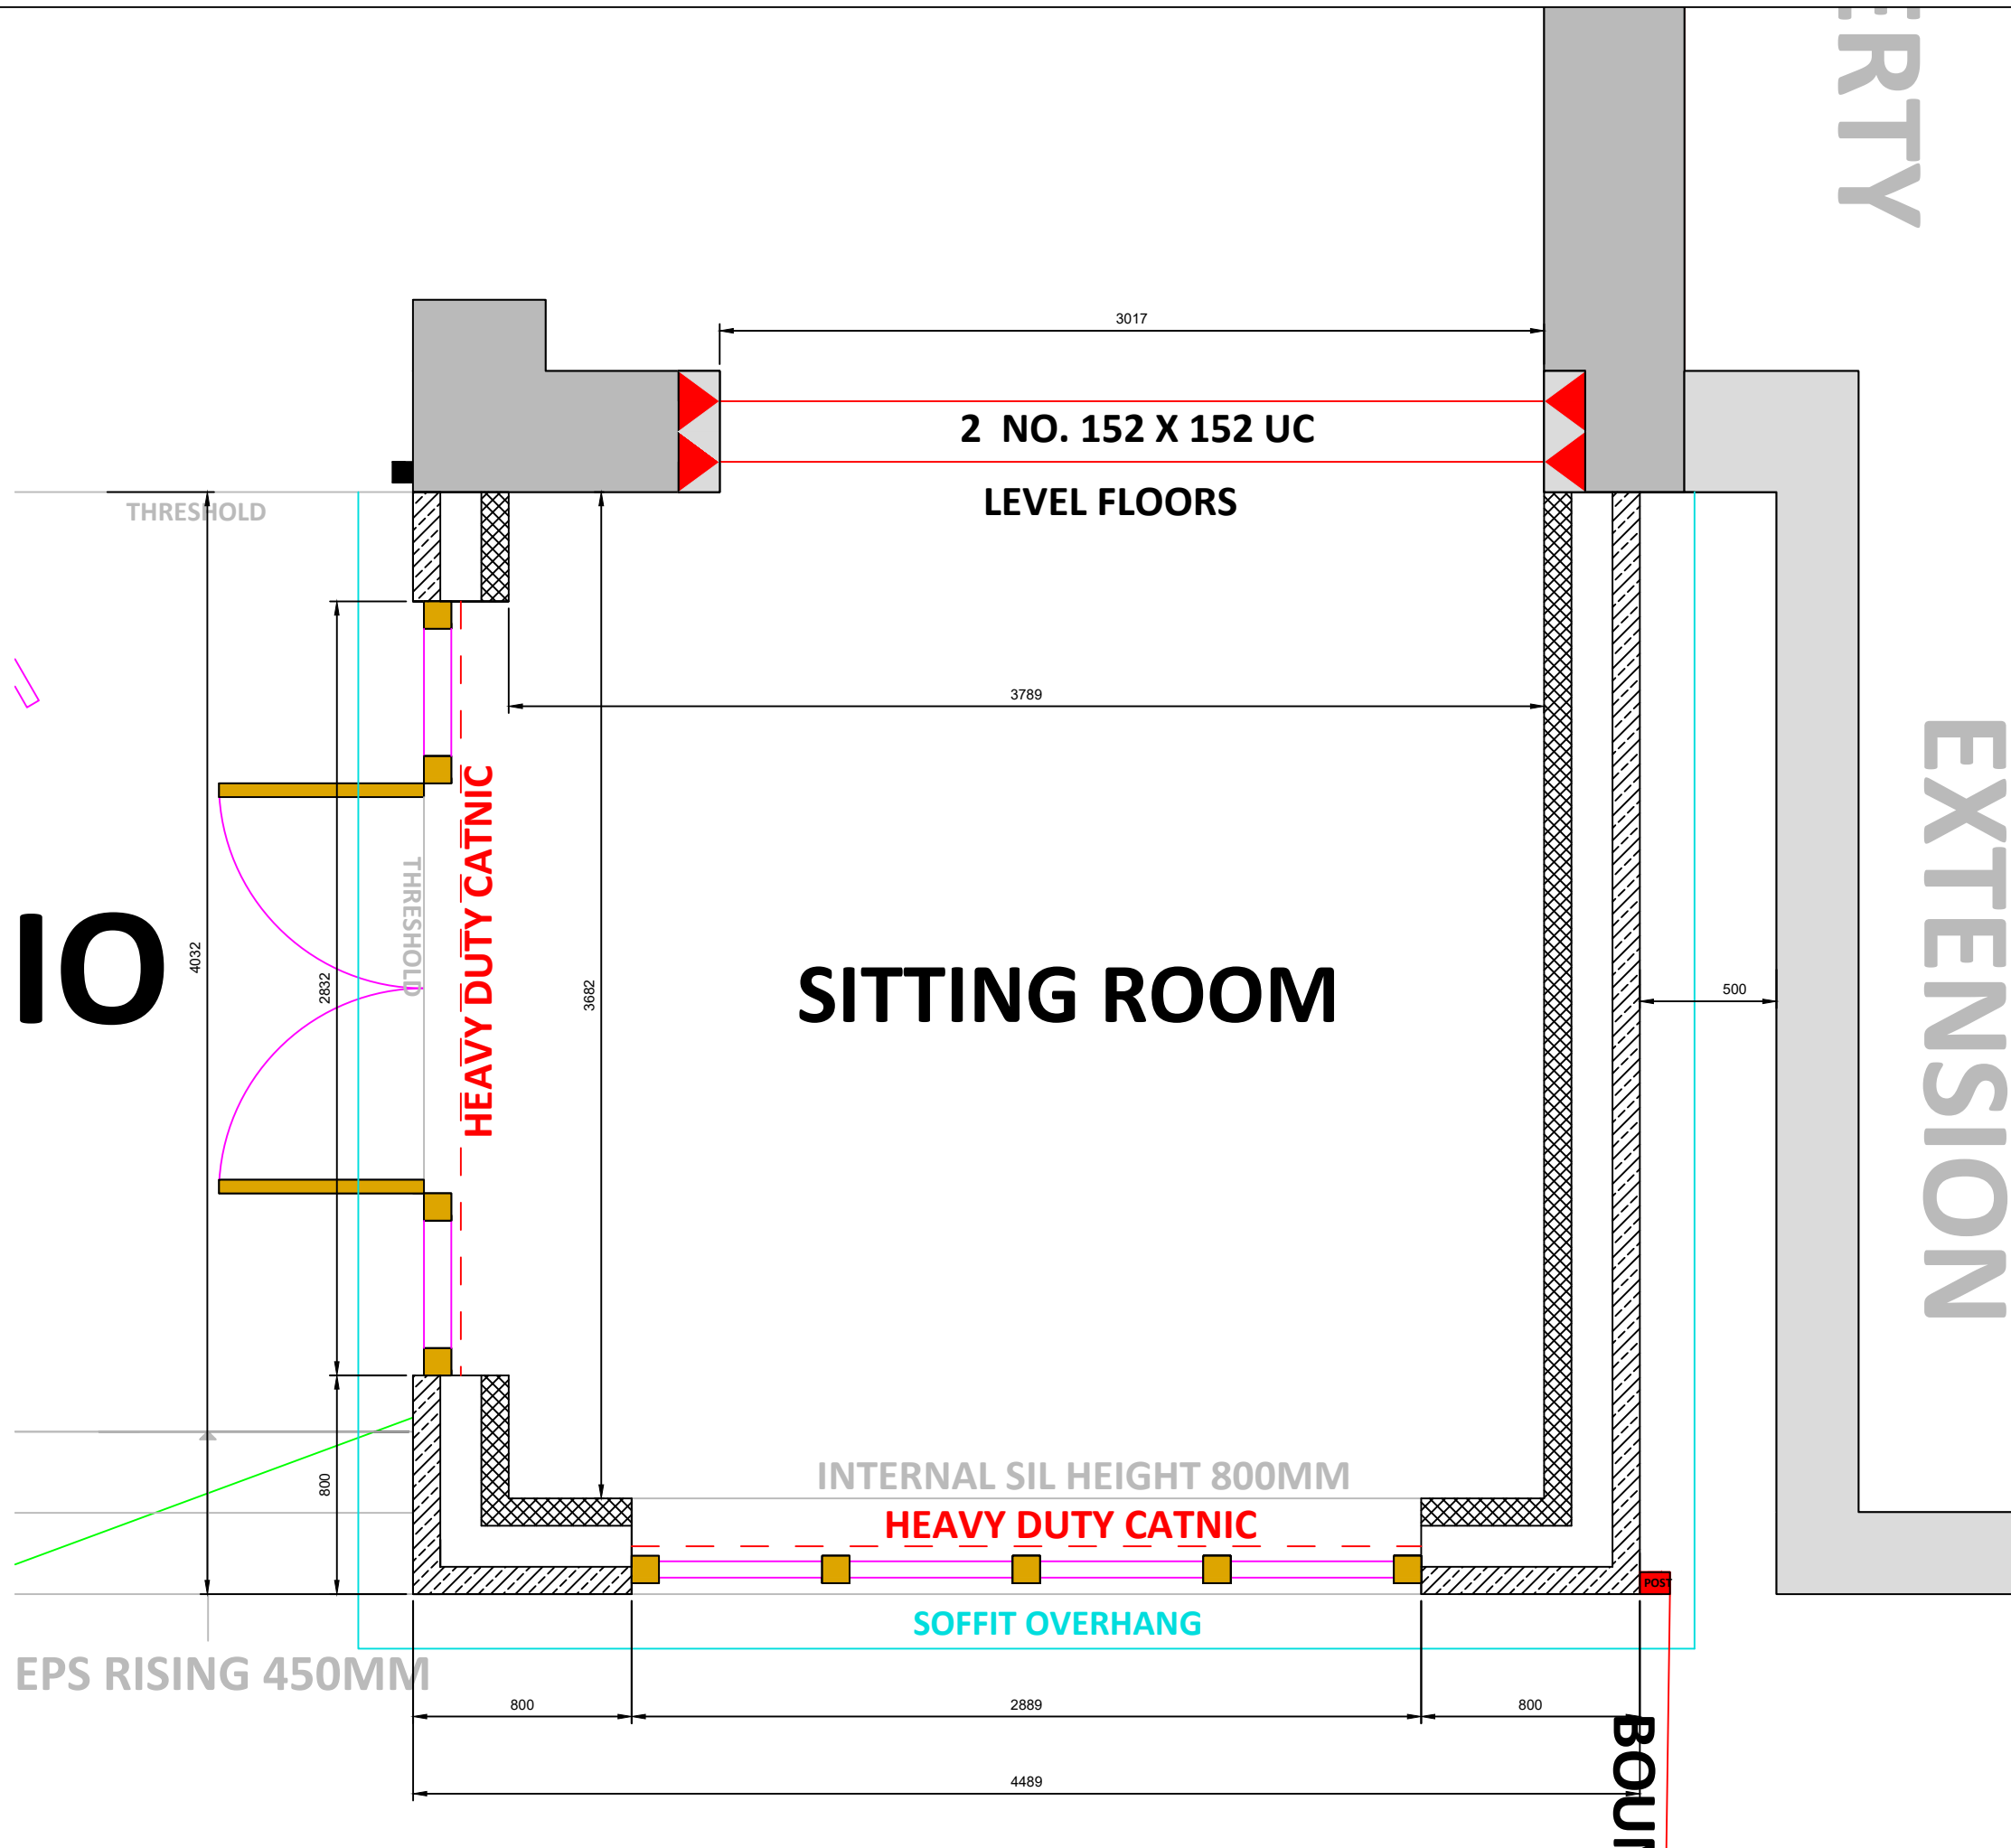 ERTY
3017
2 NO. 152 X 152 UC
LEVEL FLOORS
THRESHOLD
3789
HEAVY DUTY CATNIC
THRESHOLD
IO
4032
2832
3682
SITTING ROOM
500
EXTENSION
800
INTERNAL SIL HEIGHT 800MM
HEAVY DUTY CATNIC
POST
SOFFIT OVERHANG
EPS RISING 450MM
800
2889
800
BOUN
4489